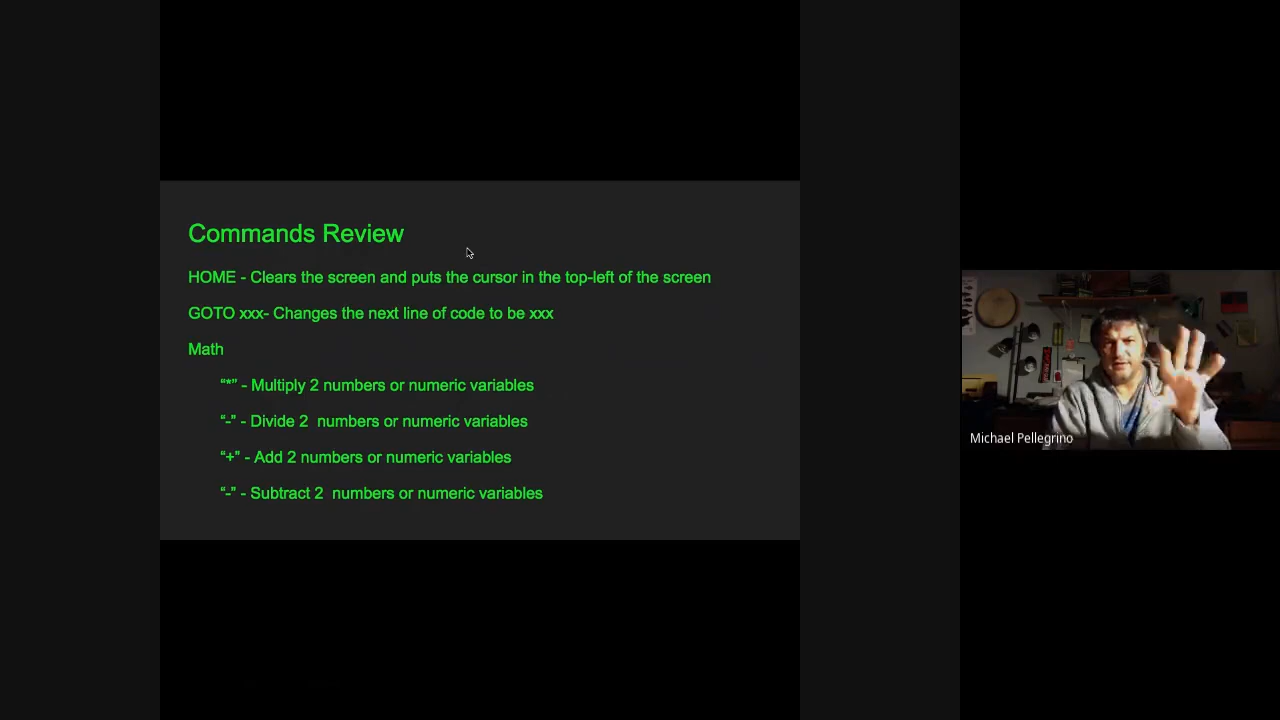 Commands Review
HOME - Clears the screen and puts the cursor in the top-left of the screen
GOTO xxx- Changes the next line of code to be xxx
Math
“*” - Multiply 2 numbers or numeric variables
“-” - Divide 2  numbers or numeric variables
“+” - Add 2 numbers or numeric variables
“-” - Subtract 2  numbers or numeric variables
Michael Pellegrino